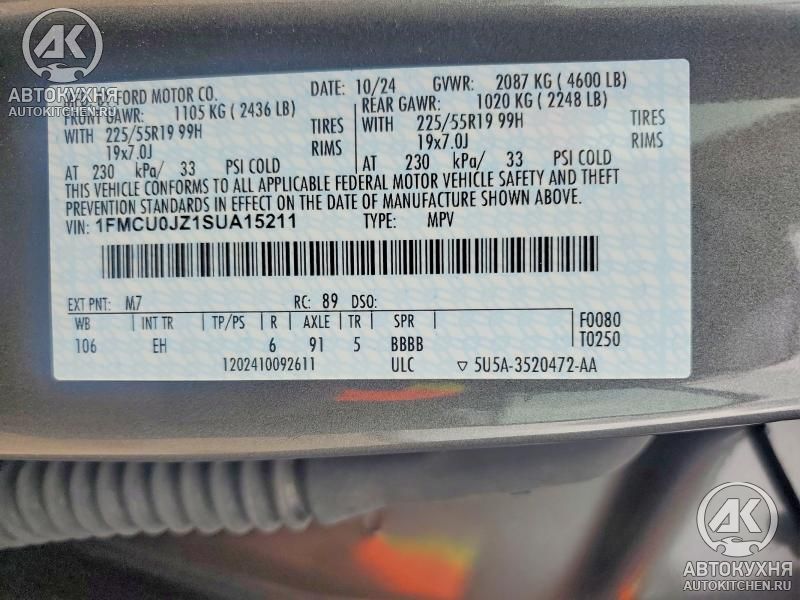 AK
АВТОКУХНЯ
AUTOKITCHEN.RU
FORD MOTOR CO. DATE: 10/24 GVWR: 2087 KG ( 4600 LB)
FRONT GAWR: 1105 KG ( 2436 LB) REAR GAWR: 1020 KG ( 2248 LB)
WITH 225/55R19 99H TIRES WITH 225/55R19 99H TIRES
19x7.0J RIMS 19x7.0J RIMS
AT 230 kPa/ 33 PSI COLD AT 230 kPa/ 33 PSI COLD
THIS VEHICLE CONFORMS TO ALL APPLICABLE FEDERAL MOTOR VEHICLE SAFETY AND THEFT
PREVENTION STANDARDS IN EFFECT ON THE DATE OF MANUFACTURE SHOWN ABOVE.
VIN: 1FMCU0JZ1SUA15211 TYPE: MPV
EXT PNT: M7 RC: 89 DSO:
WB INT TR TP/PS R AXLE TR SPR F0080
106 EH 6 91 5 BBBB T0250
1202410092611 ULC ▽ 5U5A-3520472-AA
AK
АВТОКУХНЯ
AUTOKITCHEN.RU